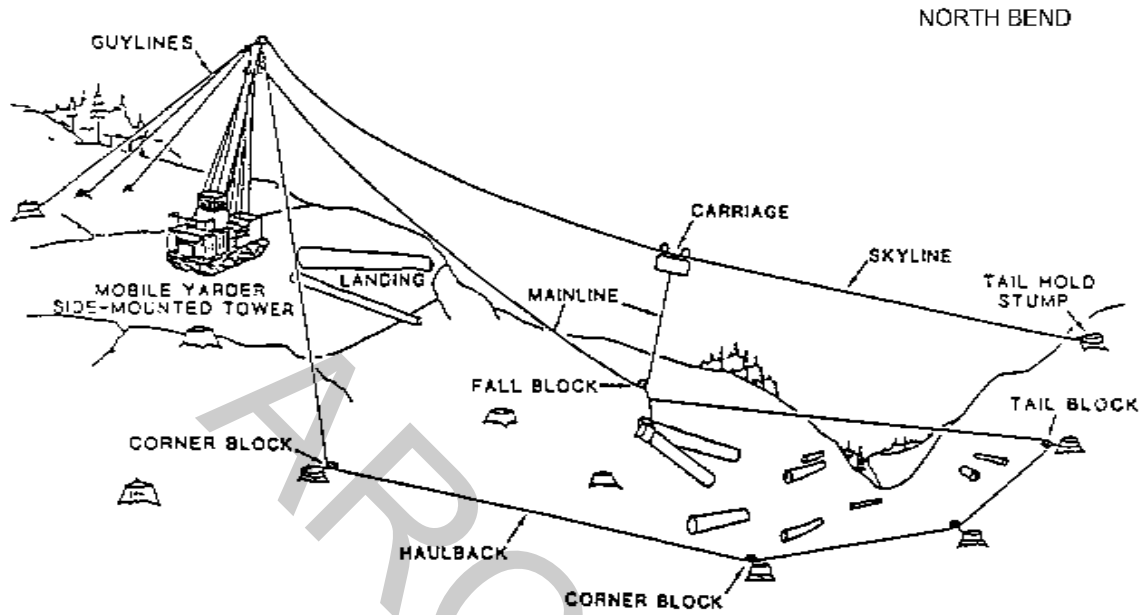 NORTH BEND
GUYLINES
CARRIAGE
SKYLINE
TAIL HOLD
STUMP
LANDING
MAINLINE
MOBILE YARDER
SIDE-MOUNTED TOWER
FALL BLOCK
TAIL BLOCK
CORNER BLOCK
HAULBACK
CORNER BLOCK
ARC